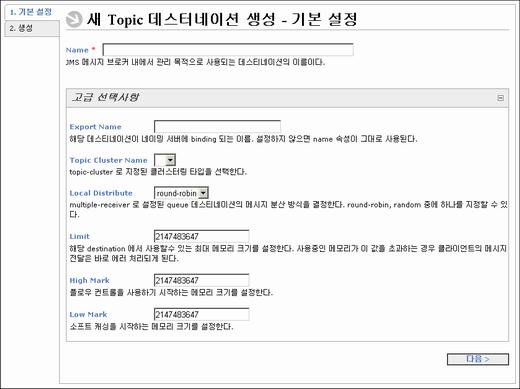 1. 기본 설정
2. 생성
새 Topic 데스티네이션 생성 - 기본 설정
Name *
JMS 메시지 브로커 내에서 관리 목적으로 사용되는 데스티네이션의 이름이다.
고급 선택사항
Export Name
해당 데스티네이션이 네이밍 서버에 binding 되는 이름. 설정하지 않으면 name 속성이 그대로 사용된다.
Topic Cluster Name
topic-cluster 로 지정된 클러스터링 타입을 선택한다.
Local Distribute round-robin
multiple-receiver 로 설정된 queue 데스티네이션의 메시지 분산 방식을 결정한다. round-robin, random 중에 하나를 지정할 수 있
다.
Limit 2147483647
해당 destination 에서 사용할수 있는 최대 메모리 크기를 설정한다. 사용중인 메모리가 이 값을 초과하는 경우 클라이언트의 메시지
전달은 바로 에러 처리되게 된다.
High Mark 2147483647
플로우 컨트롤을 사용하기 시작하는 메모리 크기를 설정한다.
Low Mark 2147483647
소프트 캐싱을 시작하는 메모리 크기를 설정한다.
다음 >